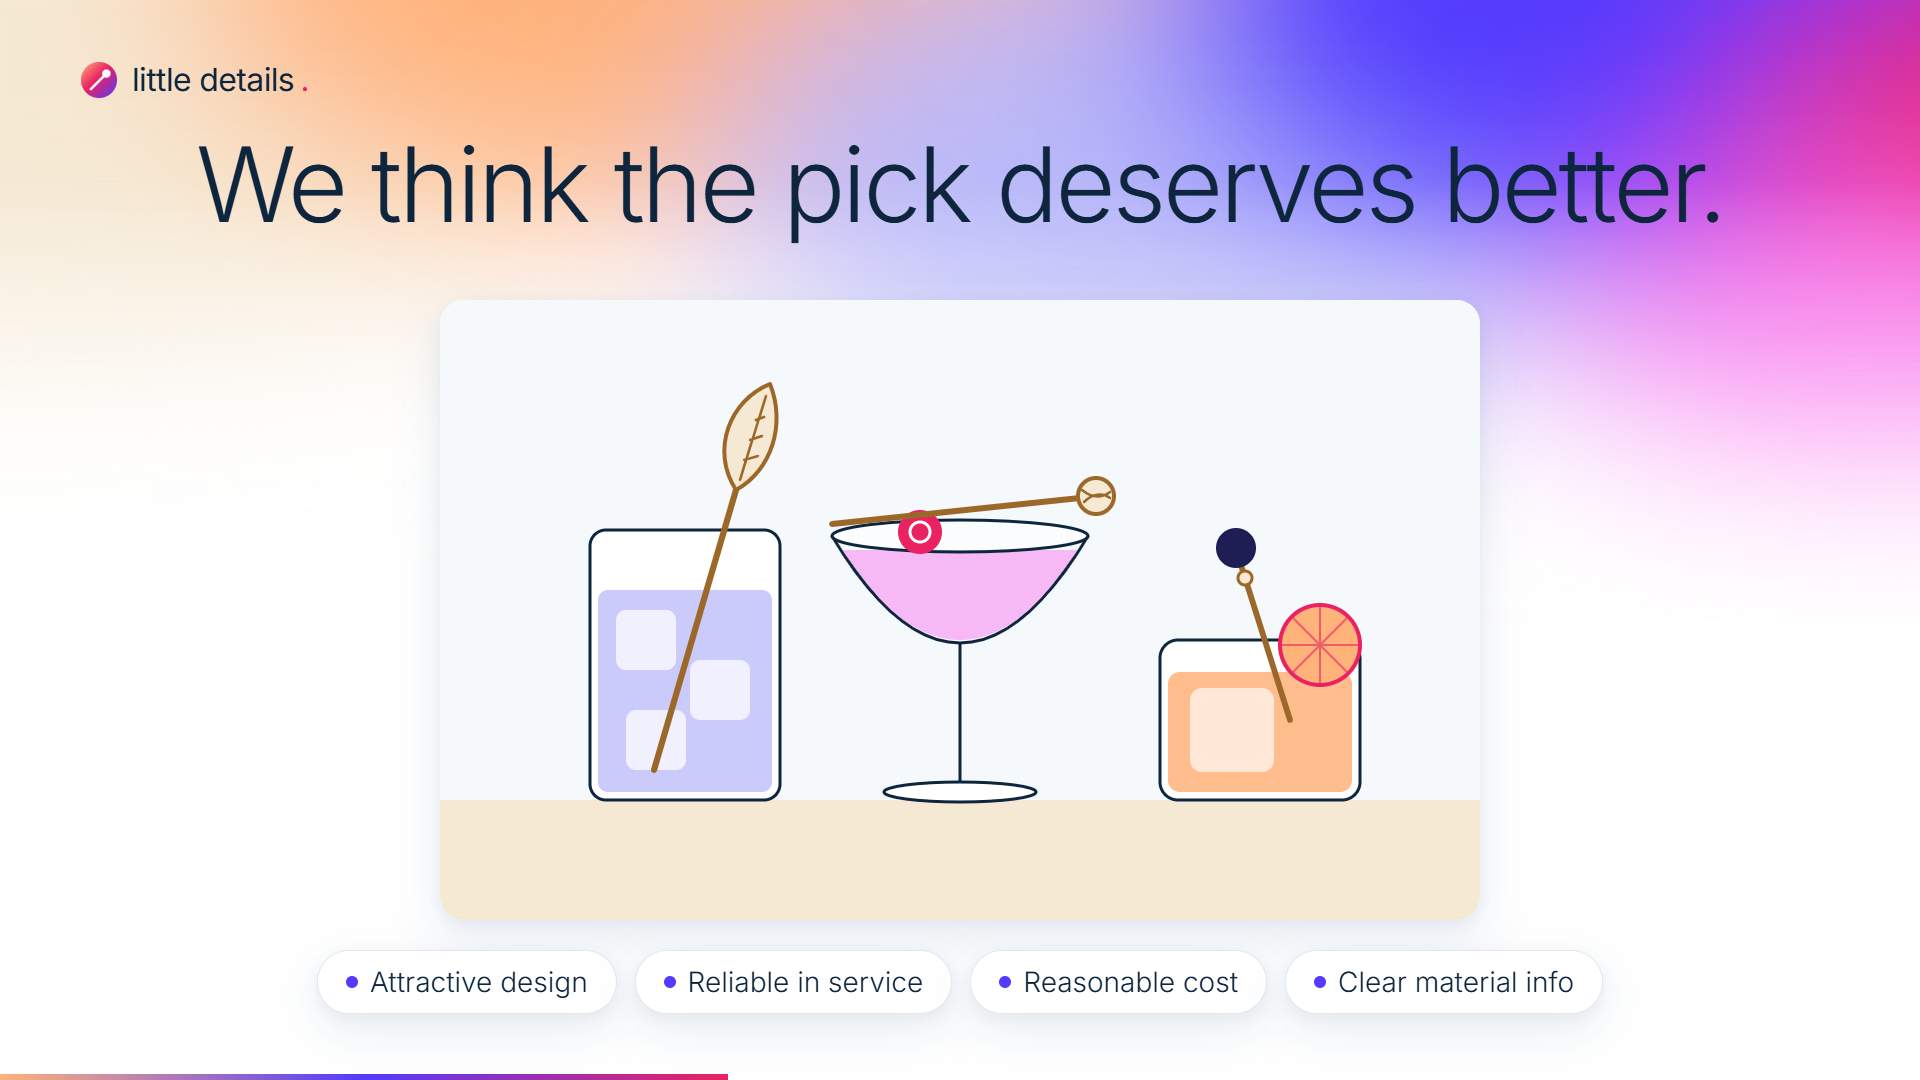 little details .
We think the pick deserves better.
Attractive design
Reliable in service
Reasonable cost
Clear material info